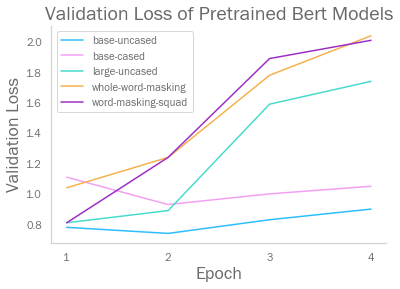 Validation Loss of Pretrained Bert Models
Validation Loss
2.0
1.8
1.6
1.4
1.2
1.0
0.8
base-uncased
base-cased
large-uncased
whole-word-masking
word-masking-squad
1 2 3 4
Epoch